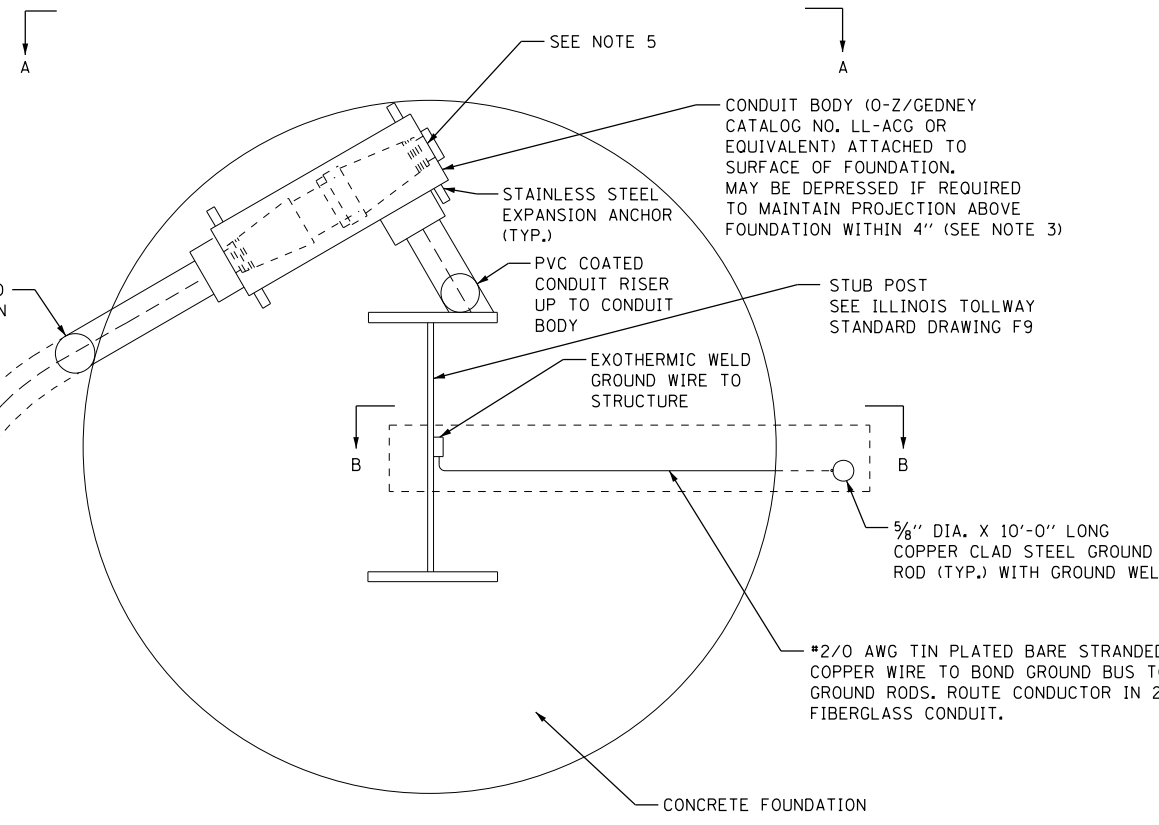 A
A
SEE NOTE 5
CONDUIT BODY (O-Z/GEDNEY
CATALOG NO. LL-ACG OR
EQUIVALENT) ATTACHED TO
SURFACE OF FOUNDATION.
MAY BE DEPRESSED IF REQUIRED
TO MAINTAIN PROJECTION ABOVE
FOUNDATION WITHIN 4'' (SEE NOTE 3)
STAINLESS STEEL
EXPANSION ANCHOR
(TYP.)
PVC COATED
CONDUIT RISER
UP TO CONDUIT
BODY
STUB POST
SEE ILLINOIS TOLLWAY
STANDARD DRAWING F9
EXOTHERMIC WELD
GROUND WIRE TO
STRUCTURE
B
B
⅝'' DIA. X 10'-0'' LONG
COPPER CLAD STEEL GROUND
ROD (TYP.) WITH GROUND WEL
#2/0 AWG TIN PLATED BARE STRANDED
COPPER WIRE TO BOND GROUND BUS TO
GROUND RODS. ROUTE CONDUCTOR IN 2
FIBERGLASS CONDUIT.
CONCRETE FOUNDATION